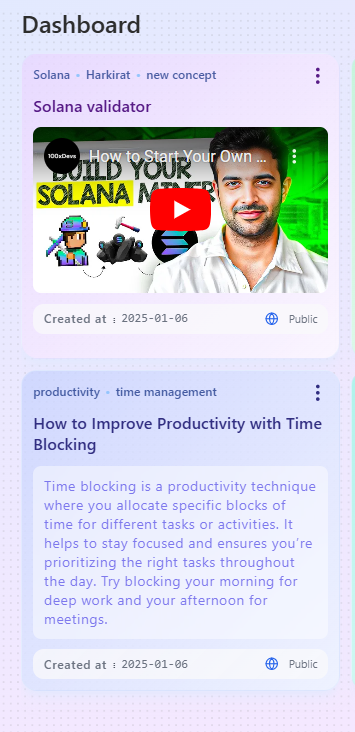 Dashboard
Solana • Harkirat • new concept
Solana validator
100xDevs
How to Start Your Own ...
BUILD YOUR
SOLANA MINER
Created at : 2025-01-06 Public
productivity • time management
How to Improve Productivity with Time
Blocking
Time blocking is a productivity technique
where you allocate specific blocks of
time for different tasks or activities. It
helps to stay focused and ensures you’re
prioritizing the right tasks throughout
the day. Try blocking your morning for
deep work and your afternoon for
meetings.
Created at : 2025-01-06 Public